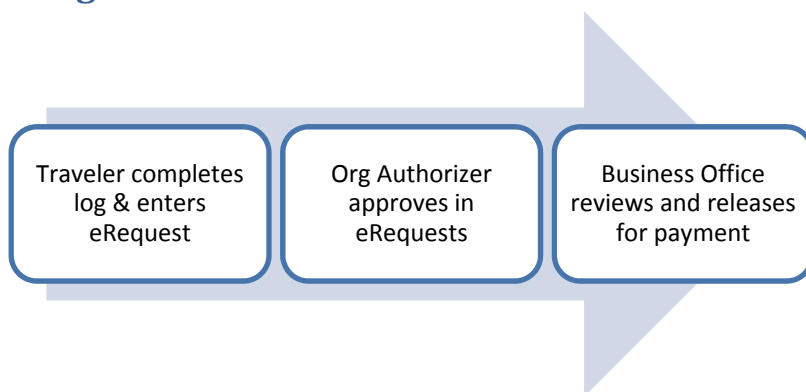 Traveler completes
log & enters
eRequest
Org Authorizer
approves in
eRequests
Business Office
reviews and releases
for payment